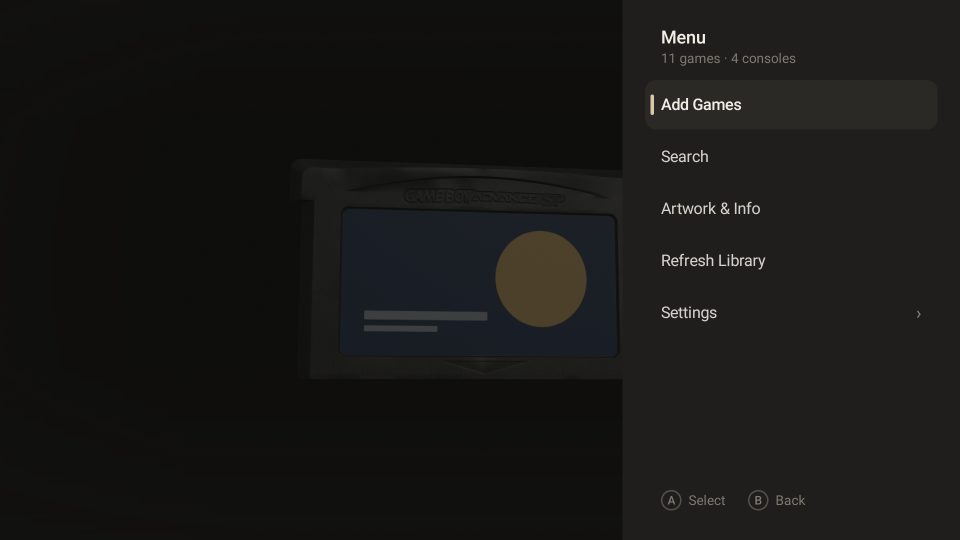 Menu
11 games · 4 consoles
Add Games
Search
Artwork & Info
Refresh Library
Settings ›
GAME BOY ADVANCE SP
A Select B Back